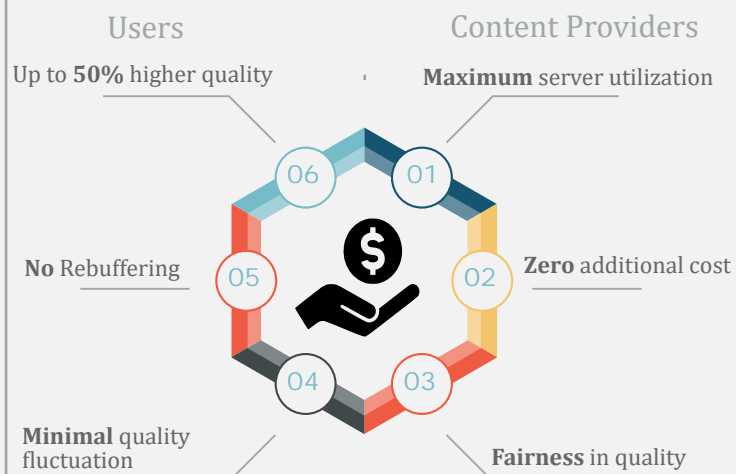 Users
Content Providers
Up to 50% higher quality
Maximum server utilization
06
01
$
No Rebuffering
05
02
Zero additional cost
04
03
Minimal quality
fluctuation
Fairness in quality